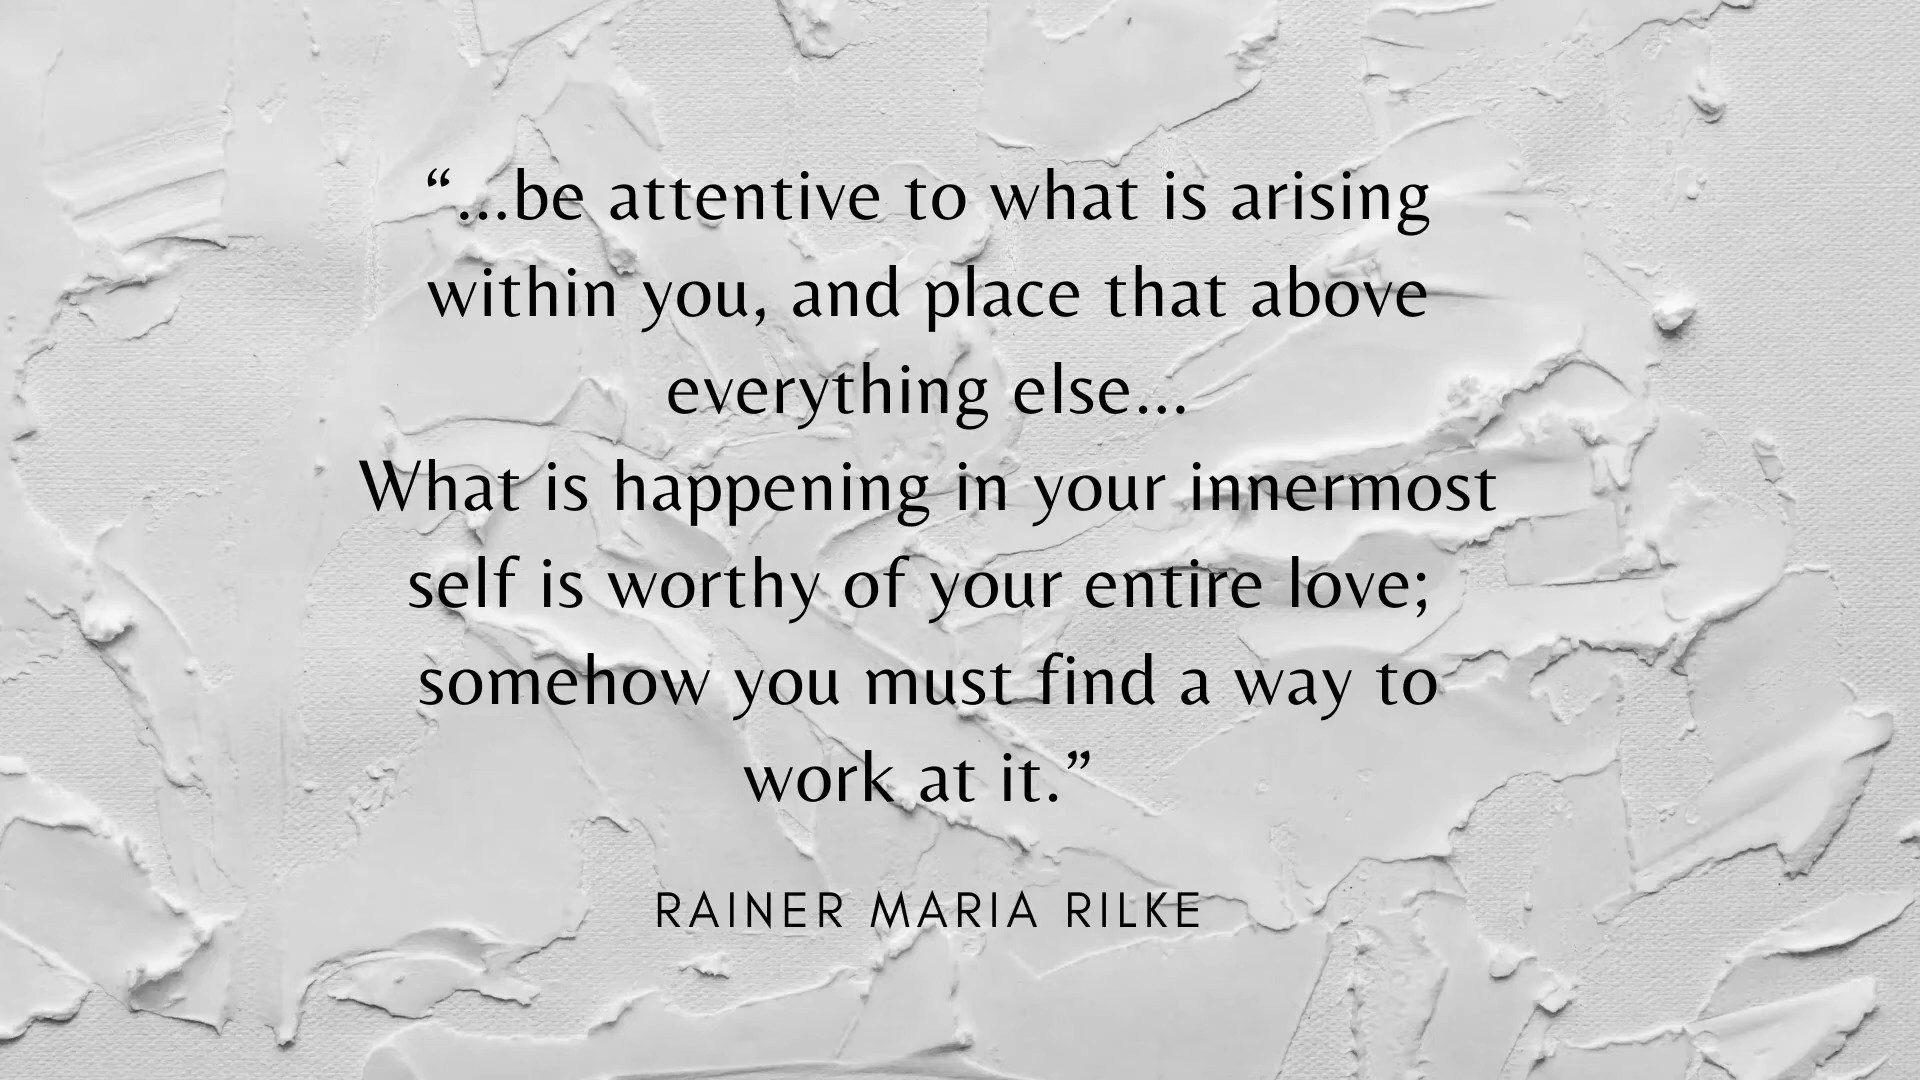 “...be attentive to what is arising
within you, and place that above
everything else...
What is happening in your innermost
self is worthy of your entire love;
somehow you must find a way to
work at it.”
RAINER MARIA RILKE